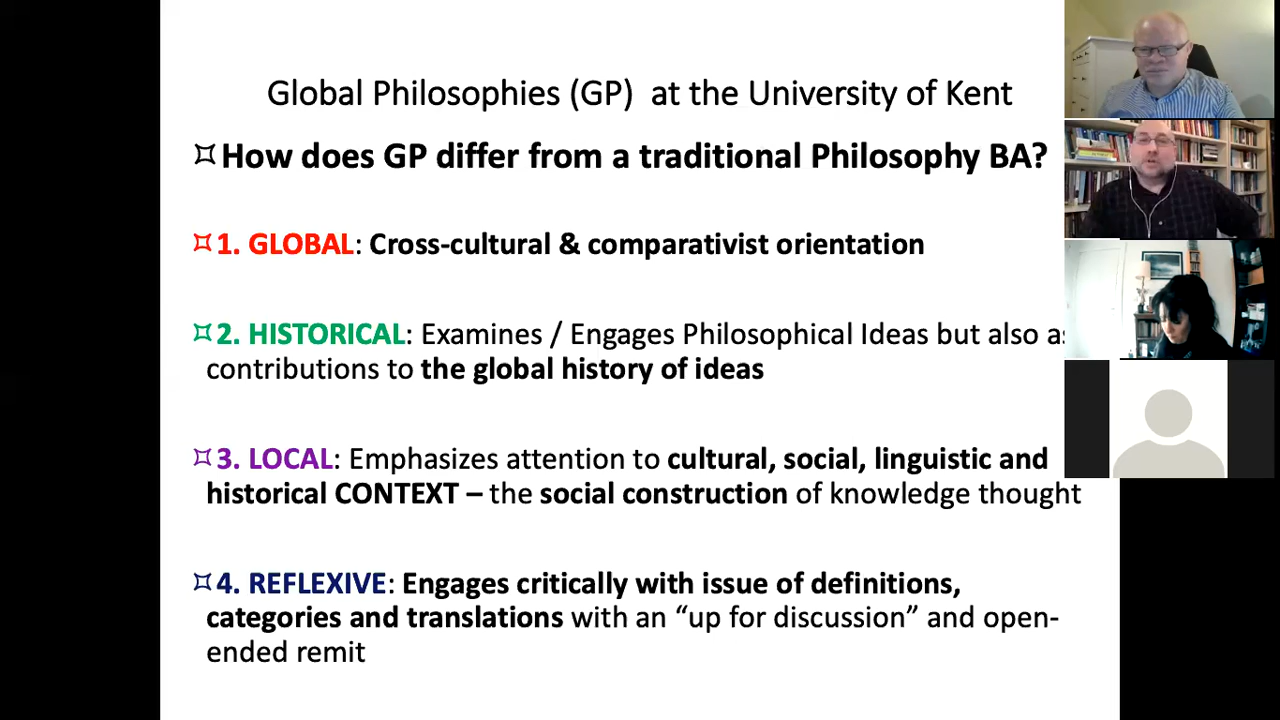 Global Philosophies (GP) at the University of Kent
How does GP differ from a traditional Philosophy BA?
1. GLOBAL: Cross-cultural & comparativist orientation
2. HISTORICAL: Examines / Engages Philosophical Ideas but also as
contributions to the global history of ideas
3. LOCAL: Emphasizes attention to cultural, social, linguistic and
historical CONTEXT – the social construction of knowledge thought
4. REFLEXIVE: Engages critically with issue of definitions,
categories and translations with an “up for discussion” and open-
ended remit